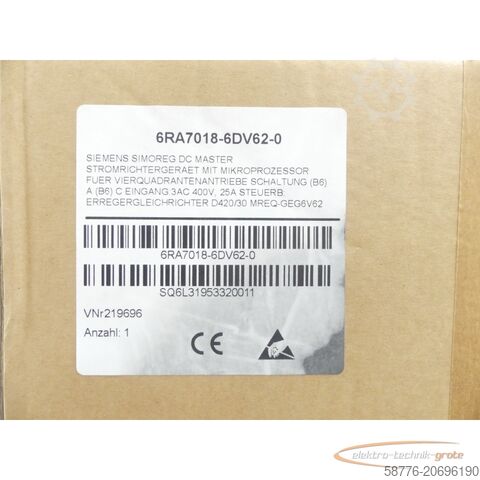 6RA7018-6DV62-0
SIEMENS SIMOREG DC MASTER
STROMRICHTERGERAET MIT MIKROPROZESSOR
FUER VIERQUADRANTENANTRIEBE SCHALTUNG (B6)
A (B6) C EINGANG 3AC 400V, 25A STEUERB.
ERREGERGLEICHRICHTER D420/30 MREQ-GEG6V62
6RA7018-6DV62-0
SQ6L31953320011
VNr219696
Anzahl: 1
CE
elektro-technik-grote
58776-20696190